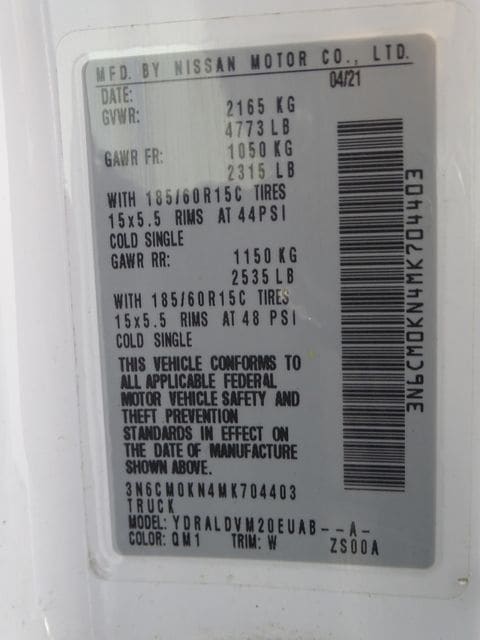 MFD. BY NISSAN MOTOR CO., LTD.
DATE: 04/21
GVWR: 2165 KG
4773 LB
GAWR FR: 1050 KG
2315 LB
WITH 185/60R15C TIRES
15x5.5 RIMS AT 44PSI
COLD SINGLE
GAWR RR: 1150 KG
2535 LB
WITH 185/60R15C TIRES
15x5.5 RIMS AT 48 PSI
COLD SINGLE
THIS VEHICLE CONFORMS TO
ALL APPLICABLE FEDERAL
MOTOR VEHICLE SAFETY AND
THEFT PREVENTION
STANDARDS IN EFFECT ON
THE DATE OF MANUFACTURE
SHOWN ABOVE.
3N6CM0KN4MK704403
TRUCK
MODEL: YDRALDVM20EUAB--A-
COLOR: QM1 TRIM: W ZS00A
3N6CM0KN4MK704403